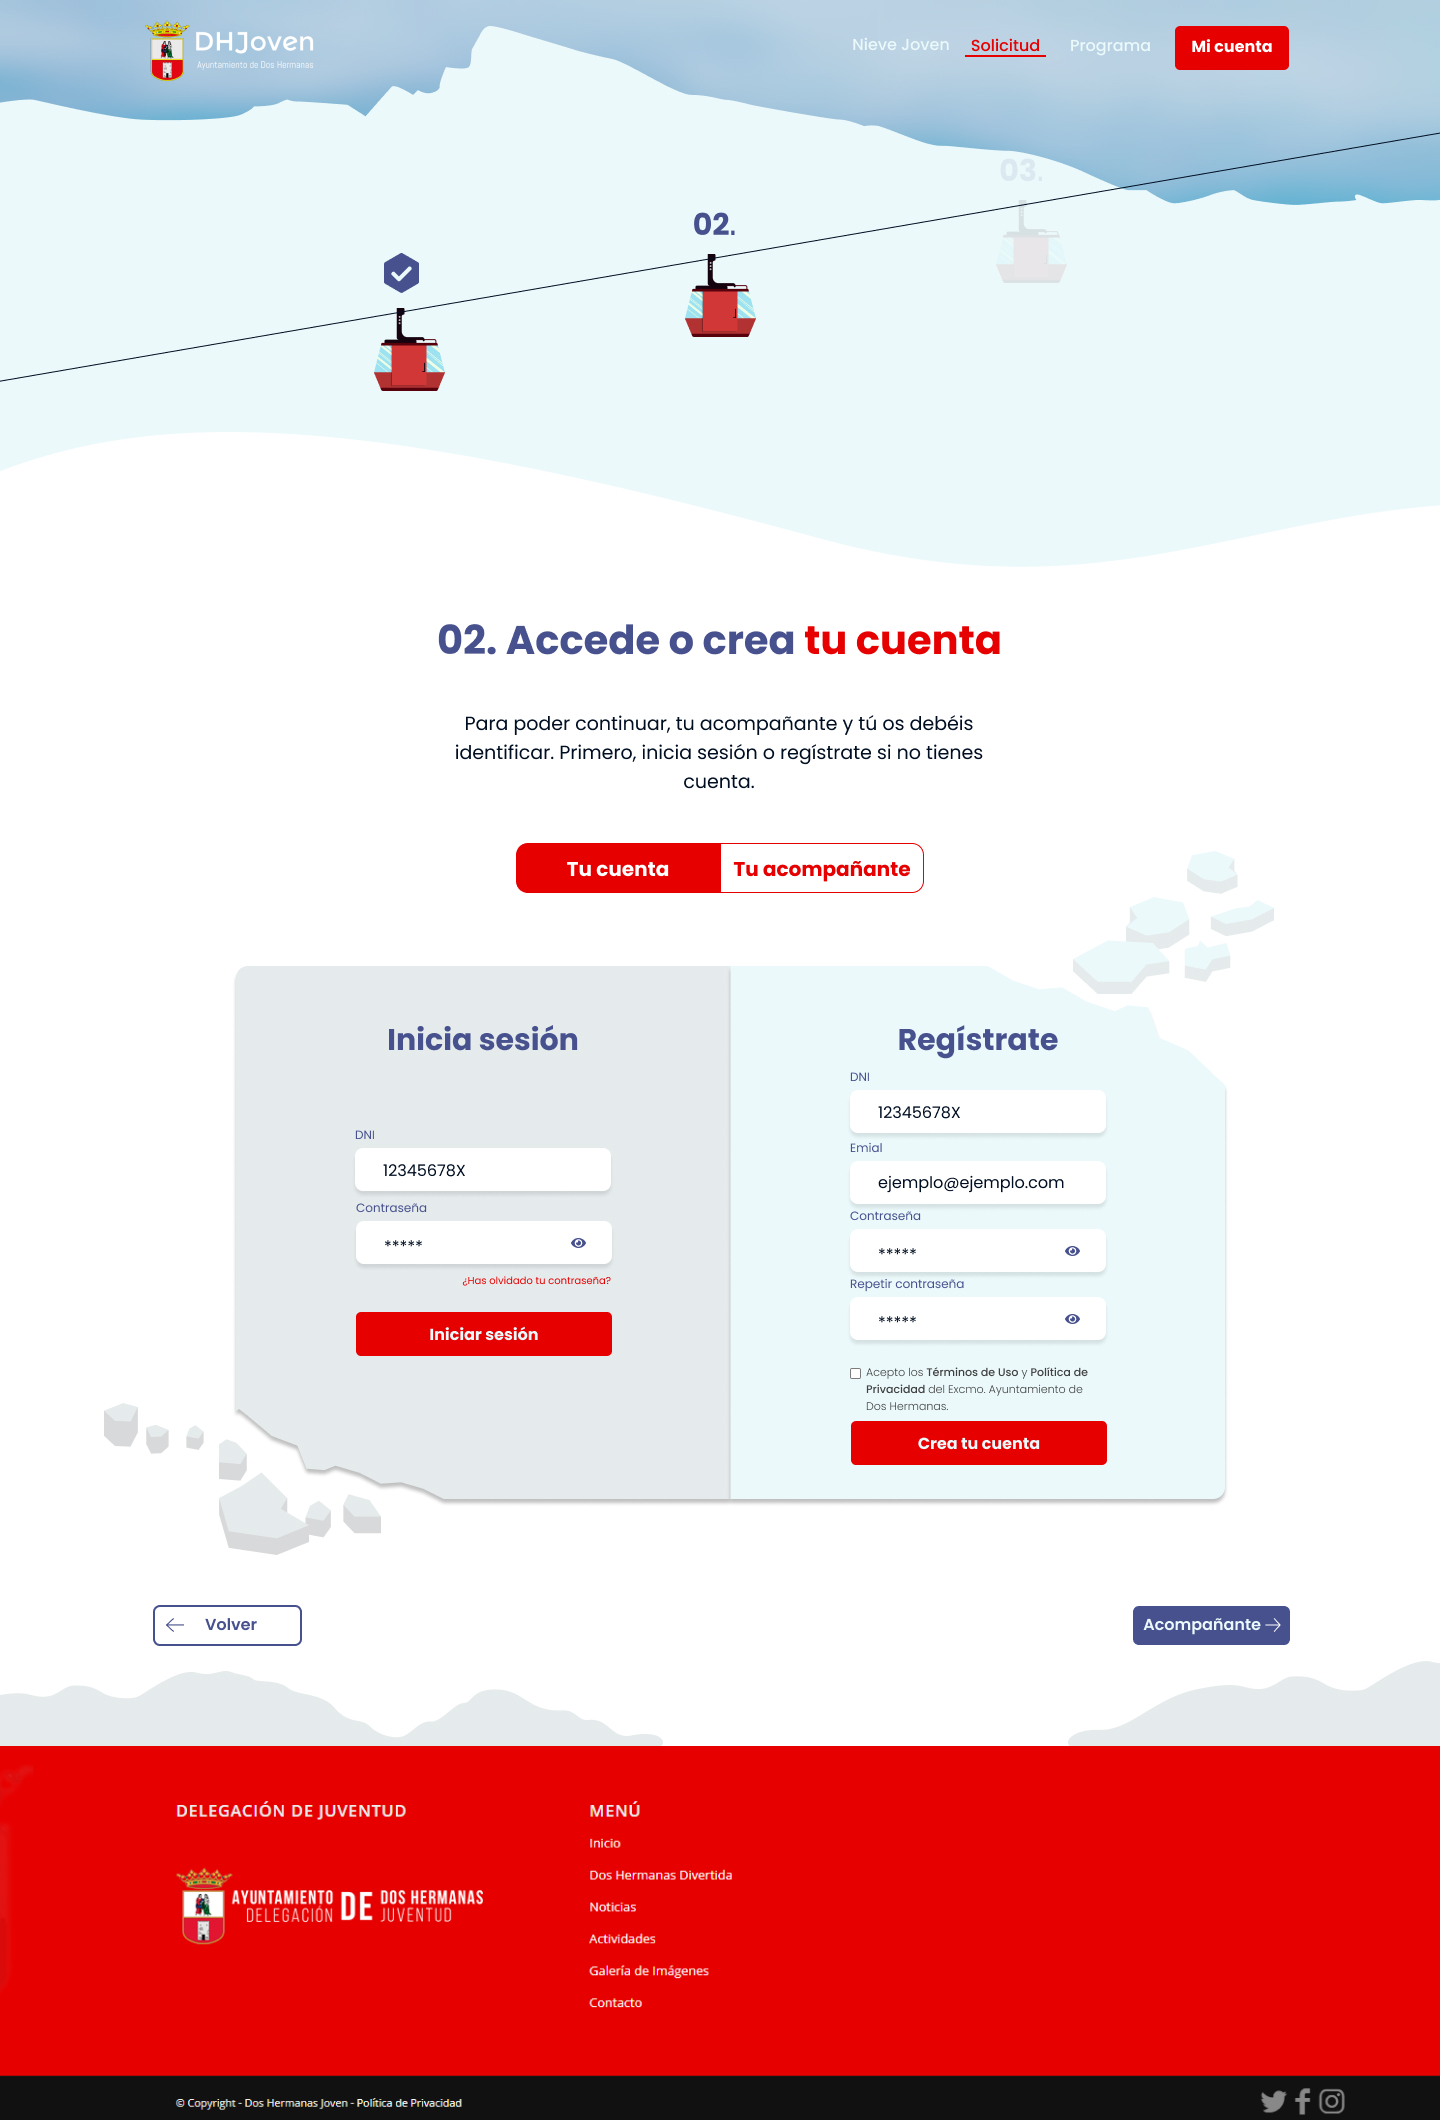 DHJoven
Ayuntamiento de Dos Hermanas
Nieve Joven
Solicitud
Programa
Mi cuenta
03.
02.
02. Accede o crea tu cuenta
Para poder continuar, tu acompañante y tú os debéis
identificar. Primero, inicia sesión o regístrate si no tienes
cuenta.
Tu cuenta
Tu acompañante
Inicia sesión
DNI
12345678X
Contraseña
*****
¿Has olvidado tu contraseña?
Iniciar sesión
Regístrate
DNI
12345678X
Emial
ejemplo@ejemplo.com
Contraseña
*****
Repetir contraseña
*****
Acepto los Términos de Uso y Política de
Privacidad del Excmo. Ayuntamiento de
Dos Hermanas.
Crea tu cuenta
Volver
Acompañante
DELEGACIÓN DE JUVENTUD
AYUNTAMIENTO DE DOS HERMANAS
DELEGACIÓN JUVENTUD
MENÚ
Inicio
Dos Hermanas Divertida
Noticias
Actividades
Galería de Imágenes
Contacto
© Copyright - Dos Hermanas Joven - Política de Privacidad